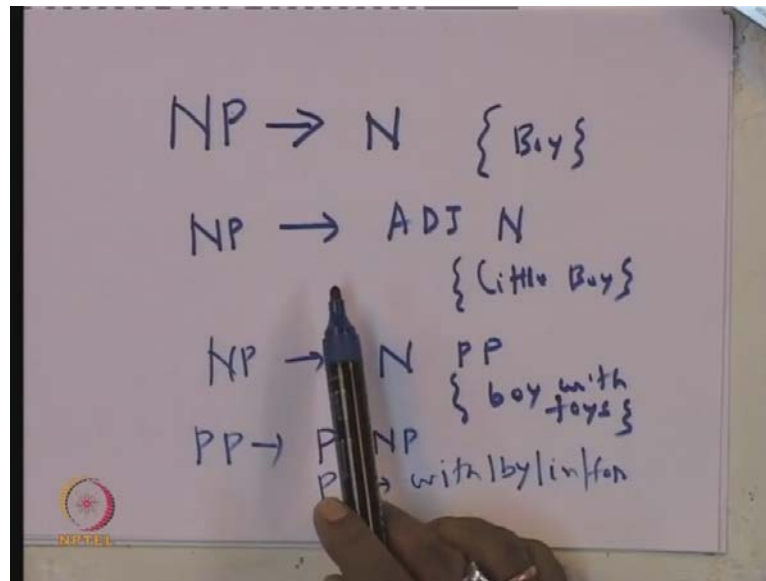 NP → N { Boy }
NP → ADJ N
{ Little Boy }
NP → N PP
{ boy with
toys }
PP → P NP
P → with/by/in/for
NPTEL